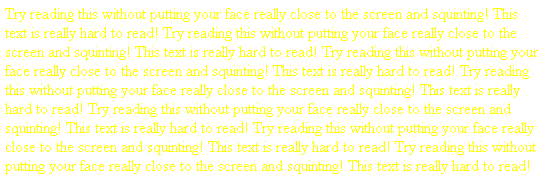 Try reading this without putting your face really close to the screen and squinting! This
text is really hard to read! Try reading this without putting your face really close to the
screen and squinting! This text is really hard to read! Try reading this without putting your
face really close to the screen and squinting! This text is really hard to read! Try reading
this without putting your face really close to the screen and squinting! This text is really
hard to read! Try reading this without putting your face really close to the screen and
squinting! This text is really hard to read! Try reading this without putting your face really
close to the screen and squinting! This text is really hard to read! Try reading this without
putting your face really close to the screen and squinting! This text is really hard to read!